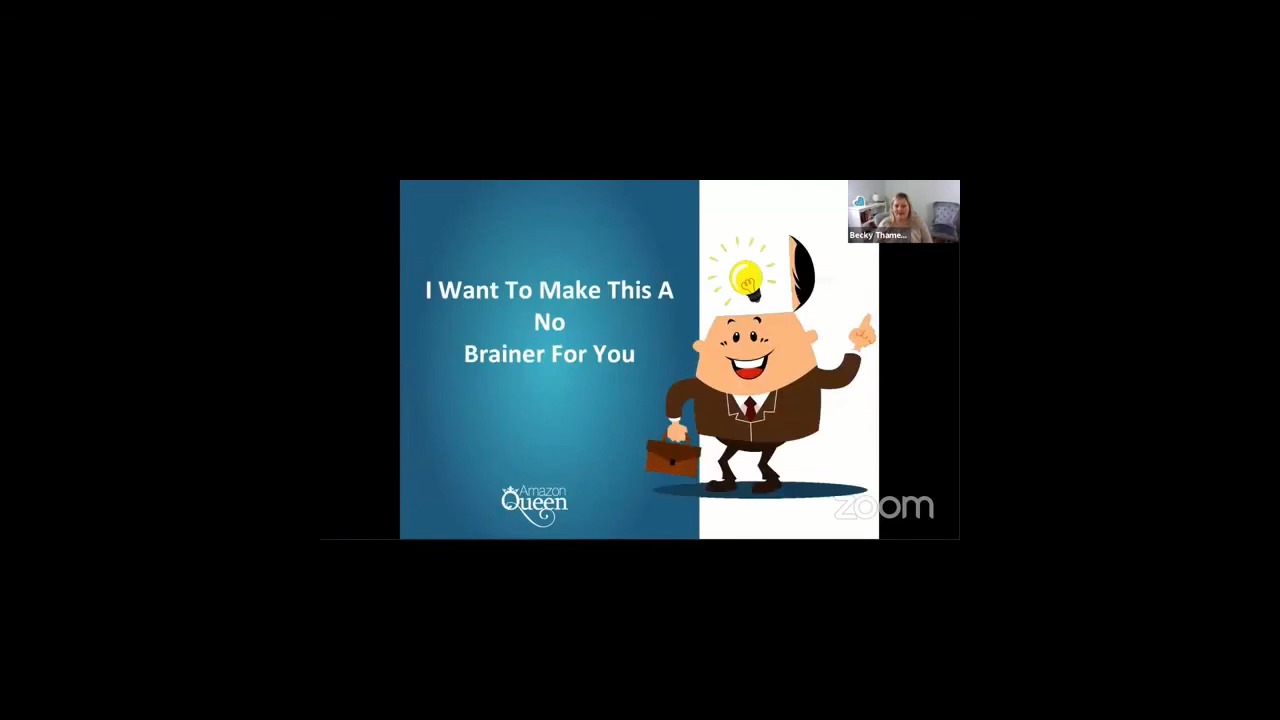 Becky Thame...
I Want To Make This A
No
Brainer For You
Amazon
Queen
zoom